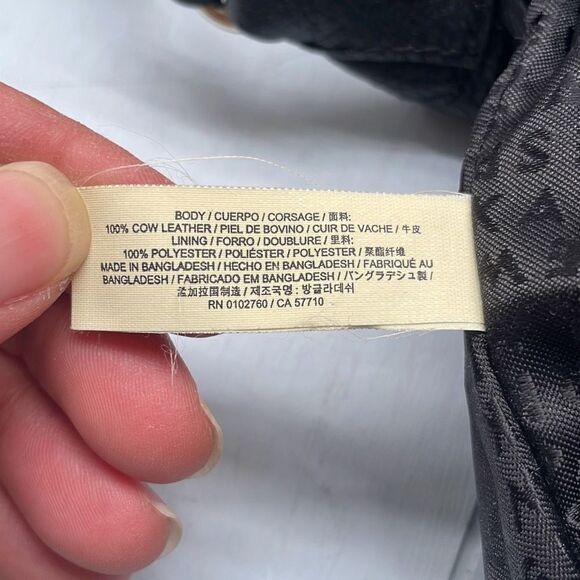 BODY / CUERPO / CORSAGE / 面料:
100% COW LEATHER / PIEL DE BOVINO / CUIR DE VACHE / 牛皮
LINING / FORRO / DOUBLURE / 里料:
100% POLYESTER / POLIÉSTER / POLYESTER / 聚酯纤维
MADE IN BANGLADESH / HECHO EN BANGLADESH / FABRIQUÉ AU
BANGLADESH / FABRICADO EM BANGLADESH / バングラデシュ製 /
孟加拉国制造 / 제조국명 : 방글라데쉬
RN 0102760 / CA 57710